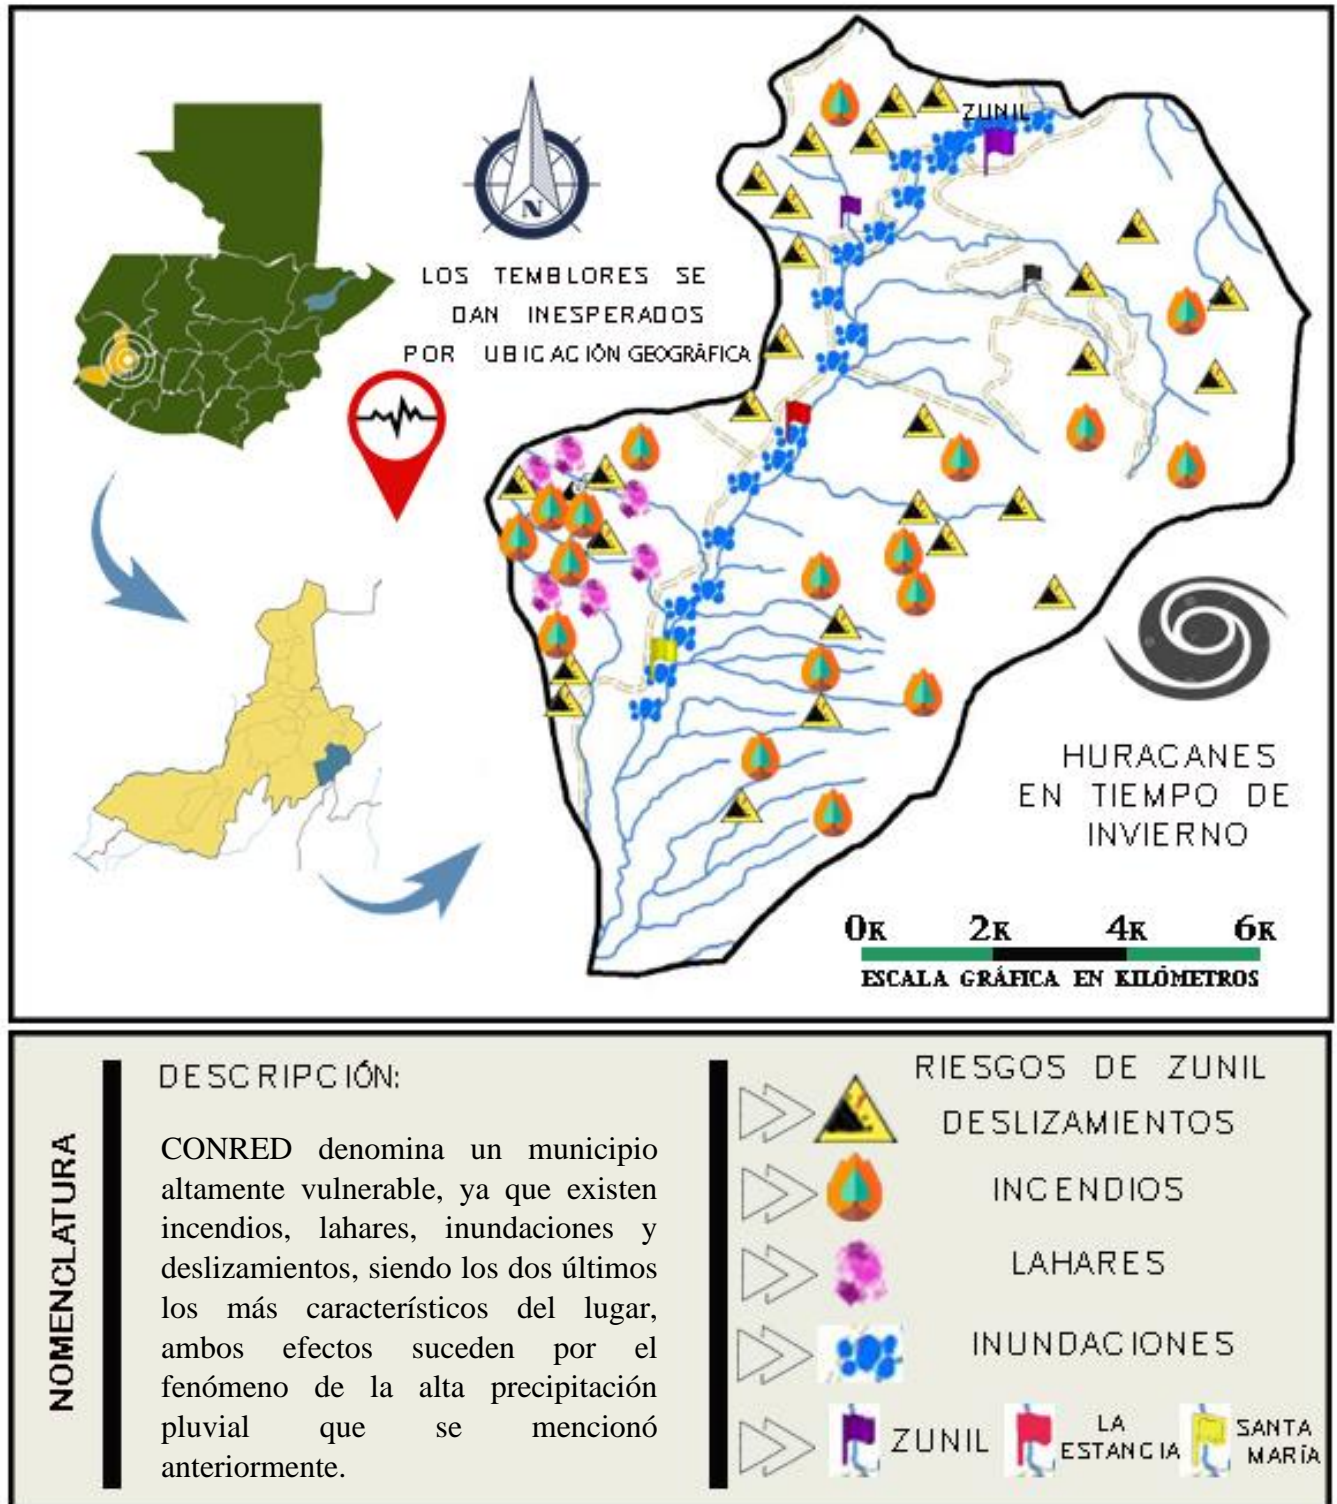 ZUNIL
N
LOS TEMBLORES SE
DAN INESPERADOS
POR UBICACIÓN GEOGRÁFICA
HURACANES
EN TIEMPO DE
INVIERNO
0K 2K 4K 6K
ESCALA GRÁFICA EN KILÓMETROS
NOMENCLATURA
DESCRIPCIÓN:
CONRED denomina un municipio
altamente vulnerable, ya que existen
incendios, lahares, inundaciones y
deslizamientos, siendo los dos últimos
los más característicos del lugar,
ambos efectos suceden por el
fenómeno de la alta precipitación
pluvial que se mencionó
anteriormente.
RIESGOS DE ZUNIL
DESLIZAMIENTOS
INCENDIOS
LAHARES
INUNDACIONES
ZUNIL
LA
ESTANCIA
SANTA
MARÍA